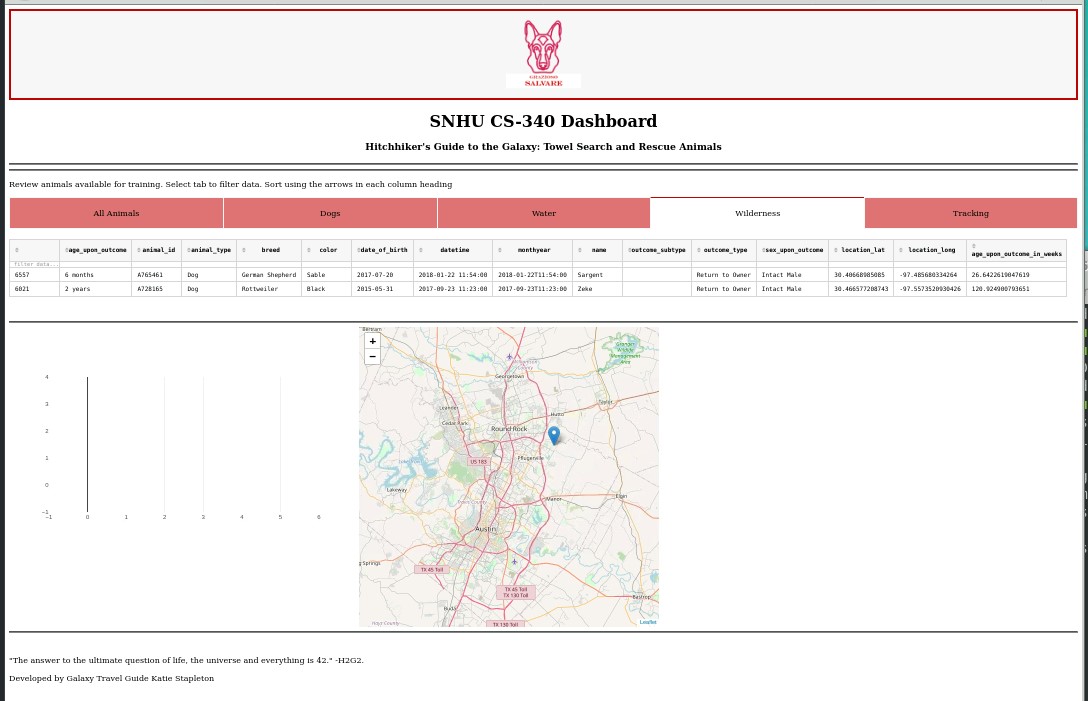 GRAZIOSO
SALVARE
SNHU CS-340 Dashboard
Hitchhiker's Guide to the Galaxy: Towel Search and Rescue Animals
Review animals available for training. Select tab to filter data. Sort using the arrows in each column heading
All Animals Dogs Water Wilderness Tracking
age_upon_outcome animal_id animal_type breed color date_of_birth datetime monthyear name outcome_subtype outcome_type sex_upon_outcome location_lat location_long age_upon_outcome_in_weeks
filter data...
6557 6 months A765461 Dog German Shepherd Sable 2017-07-20 2018-01-22 11:54:00 2018-01-22T11:54:00 Sargent Return to Owner Intact Male 30.40668985085 -97.485680334264 26.6422619047619
6021 2 years A728165 Dog Rottweiler Black 2015-05-31 2017-09-23 11:23:00 2017-09-23T11:23:00 Zeke Return to Owner Intact Male 30.466577208743 -97.5573520930426 120.924900793651
4
3
2
1
0
−1
−1 0 1 2 3 4 5 6
+
−
Bertram
Granger Wildlife Management Area
Georgetown
Leander
Taylor
Hutto
Cedar Park
Round Rock
US 183
Pflugerville
Lakeway
Manor
Elgin
Austin
g Springs
TX 45 Toll
TX 45 Toll
TX 130 Toll
Buda
Bastrop
Hays County
TX 130 Toll
Leaflet
"The answer to the ultimate question of life, the universe and everything is 42." -H2G2.
Developed by Galaxy Travel Guide Katie Stapleton